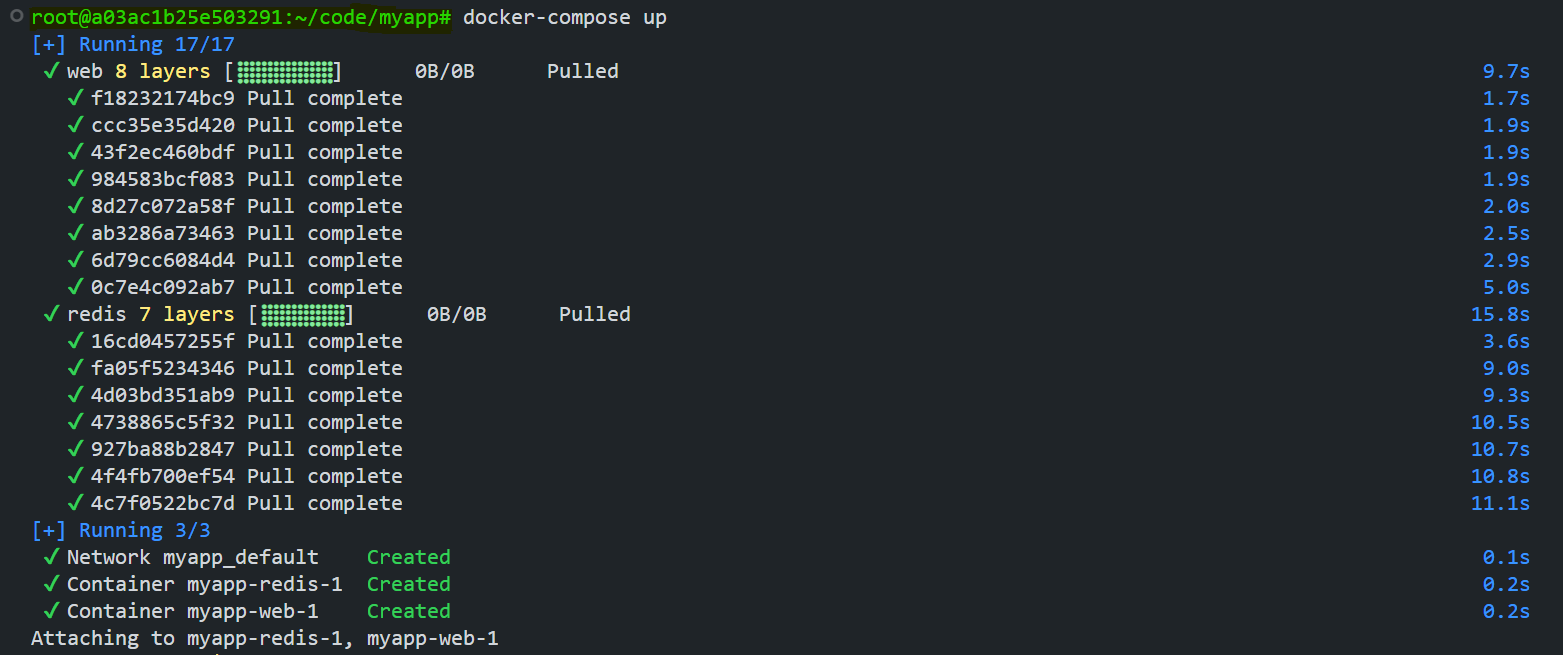 root@a03ac1b25e503291:~/code/myapp# docker-compose up
[+] Running 17/17
✓ web 8 layers [⣿⣿⣿⣿⣿⣿⣿⣿] 0B/0B Pulled 9.7s
✓ f18232174bc9 Pull complete 1.7s
✓ ccc35e35d420 Pull complete 1.9s
✓ 43f2ec460bdf Pull complete 1.9s
✓ 984583bcf083 Pull complete 1.9s
✓ 8d27c072a58f Pull complete 2.0s
✓ ab3286a73463 Pull complete 2.5s
✓ 6d79cc6084d4 Pull complete 2.9s
✓ 0c7e4c092ab7 Pull complete 5.0s
✓ redis 7 layers [⣿⣿⣿⣿⣿⣿⣿] 0B/0B Pulled 15.8s
✓ 16cd0457255f Pull complete 3.6s
✓ fa05f5234346 Pull complete 9.0s
✓ 4d03bd351ab9 Pull complete 9.3s
✓ 4738865c5f32 Pull complete 10.5s
✓ 927ba88b2847 Pull complete 10.7s
✓ 4f4fb700ef54 Pull complete 10.8s
✓ 4c7f0522bc7d Pull complete 11.1s
[+] Running 3/3
✓ Network myapp_default Created 0.1s
✓ Container myapp-redis-1 Created 0.2s
✓ Container myapp-web-1 Created 0.2s
Attaching to myapp-redis-1, myapp-web-1